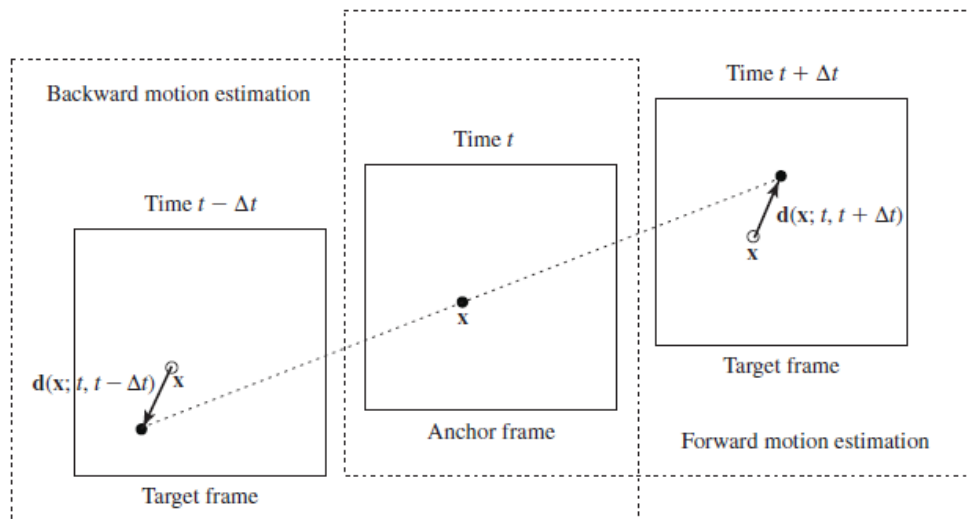 Backward motion estimation
Time t − Δt
d(x; t, t − Δt)
x
Target frame
Time t
x
Anchor frame
Time t + Δt
d(x; t, t + Δt)
x
Target frame
Forward motion estimation